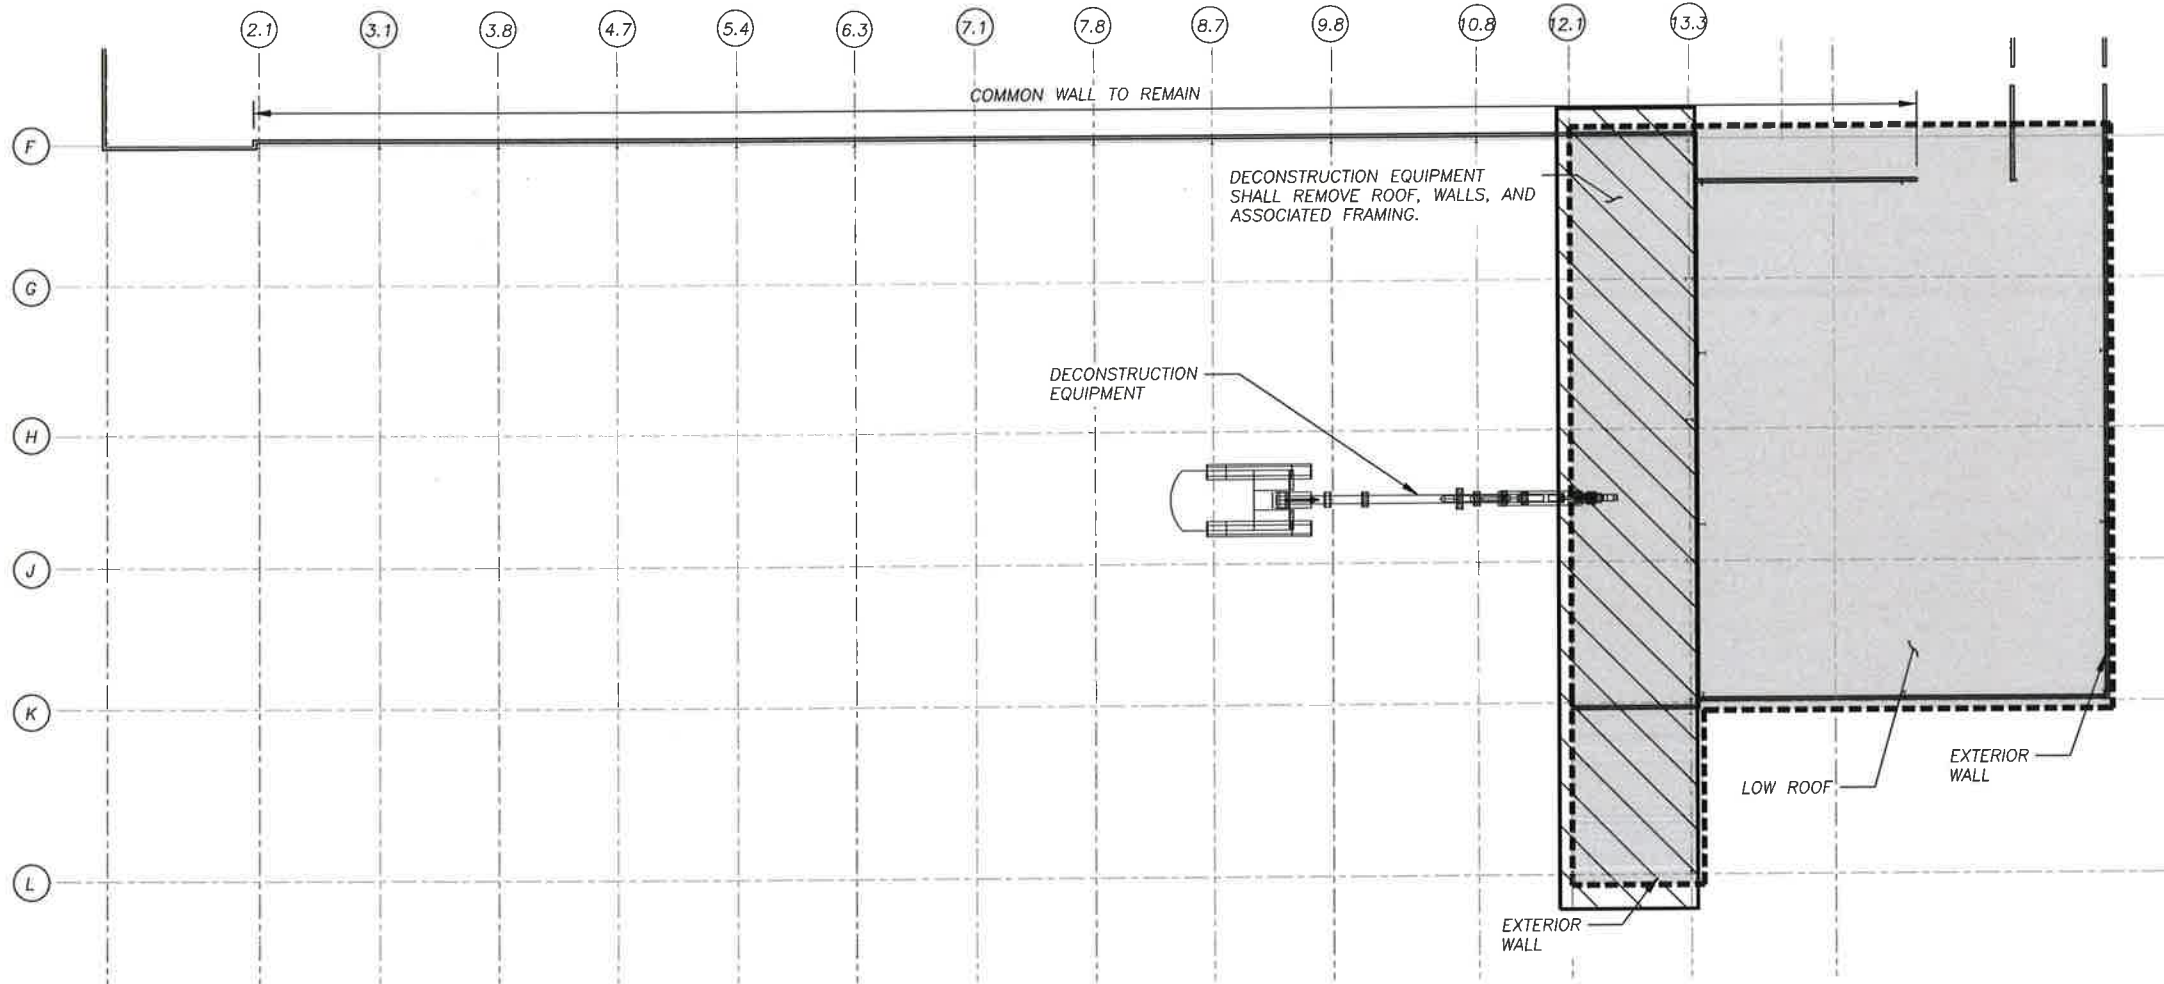 2.1 3.1 3.8 4.7 5.4 6.3 7.1 7.8 8.7 9.8 10.8 12.1 13.3
COMMON WALL TO REMAIN
F
DECONSTRUCTION EQUIPMENT
SHALL REMOVE ROOF, WALLS, AND
ASSOCIATED FRAMING.
G
DECONSTRUCTION
EQUIPMENT
H
J
K
EXTERIOR
WALL
LOW ROOF
L
EXTERIOR
WALL